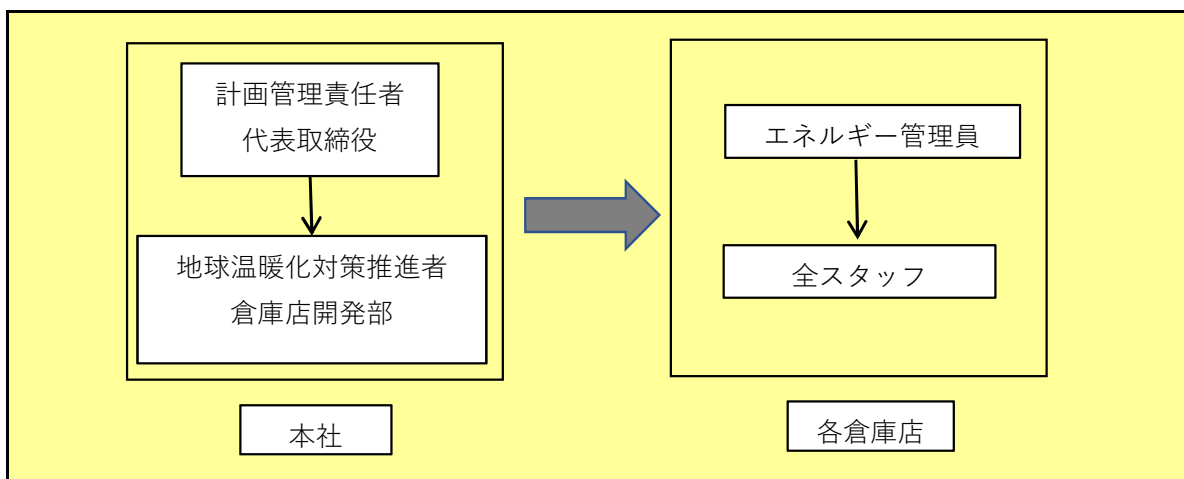 計画管理責任者
代表取締役
地球温暖化対策推進者
倉庫店開発部
本社
エネルギー管理員
全スタッフ
各倉庫店